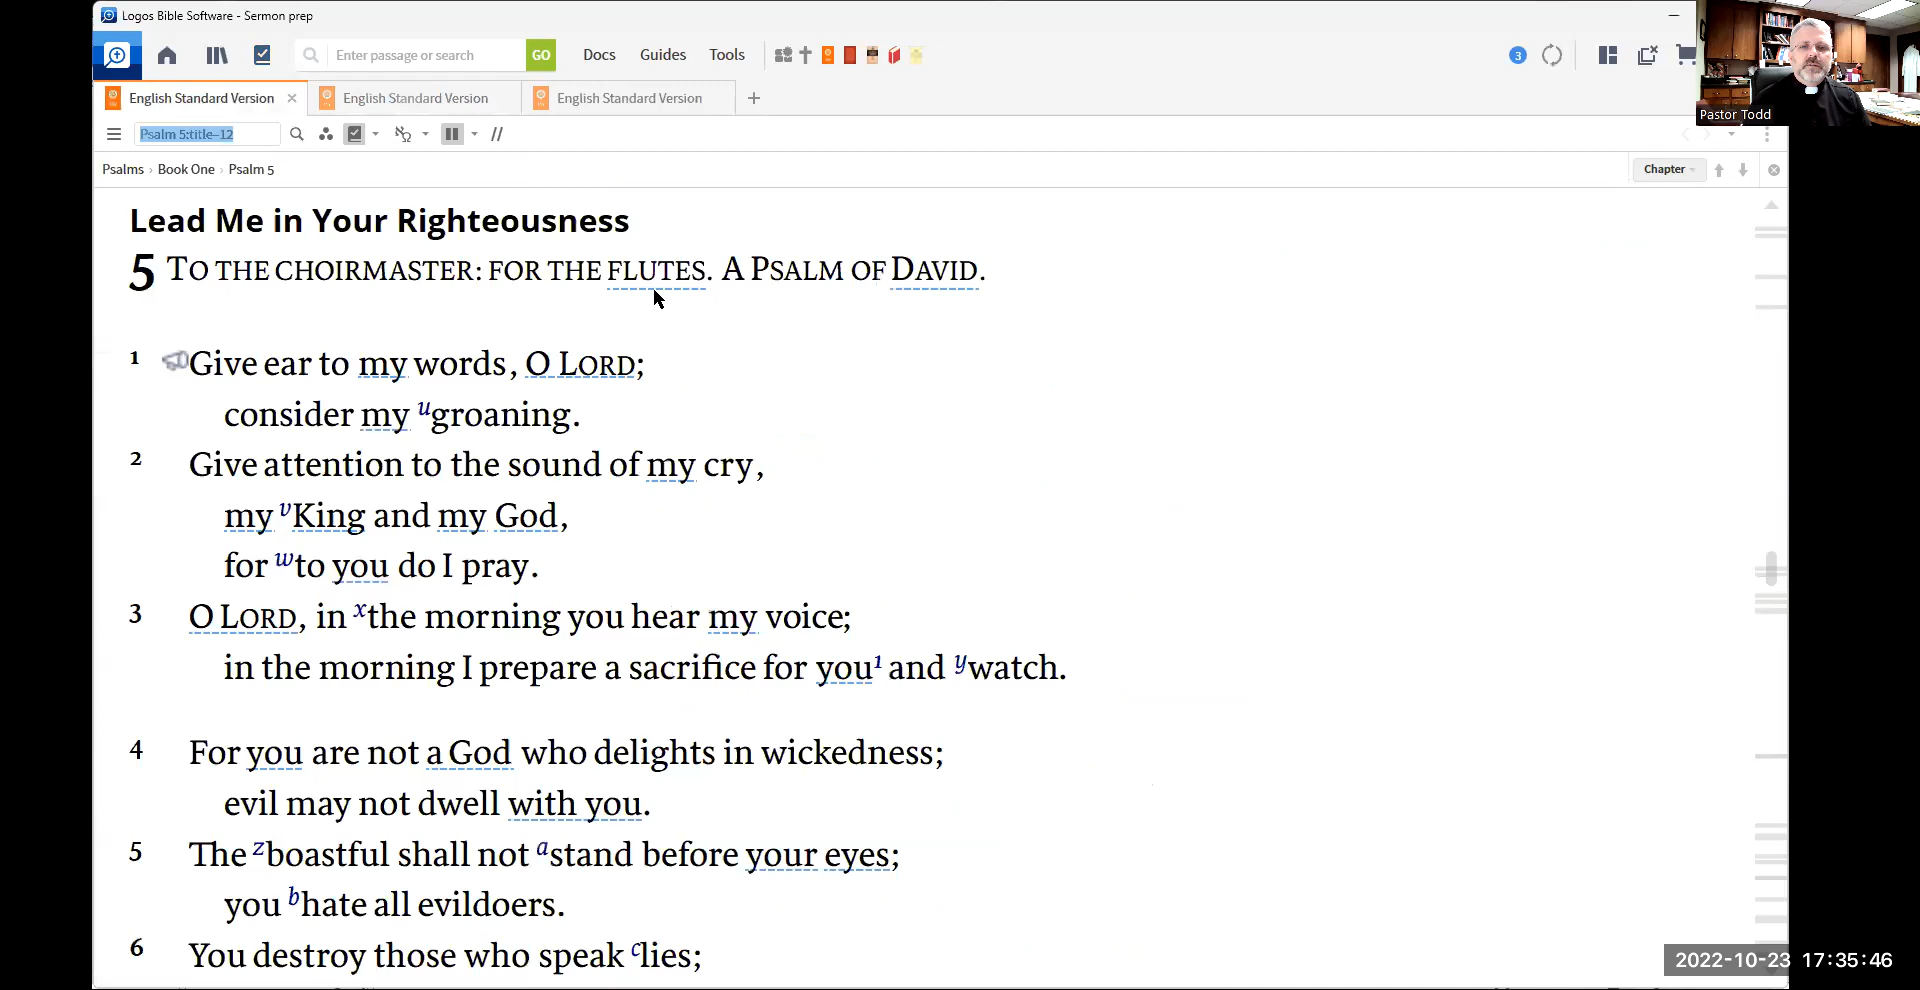 Logos Bible Software - Sermon prep
Enter passage or search GO Docs Guides Tools 3
English Standard Version English Standard Version English Standard Version
Pastor Todd
Psalm 5:title–12
Psalms › Book One › Psalm 5 Chapter
Lead Me in Your Righteousness
5 To the choirmaster: for the flutes. A Psalm of David.
1 Give ear to my words, O Lord;
consider my ugroaning.
2 Give attention to the sound of my cry,
my vKing and my God,
for wto you do I pray.
3 O Lord, in xthe morning you hear my voice;
in the morning I prepare a sacrifice for you1 and ywatch.
4 For you are not a God who delights in wickedness;
evil may not dwell with you.
5 The zboastful shall not astand before your eyes;
you bhate all evildoers.
6 You destroy those who speak clies;
2022-10-23 17:35:46